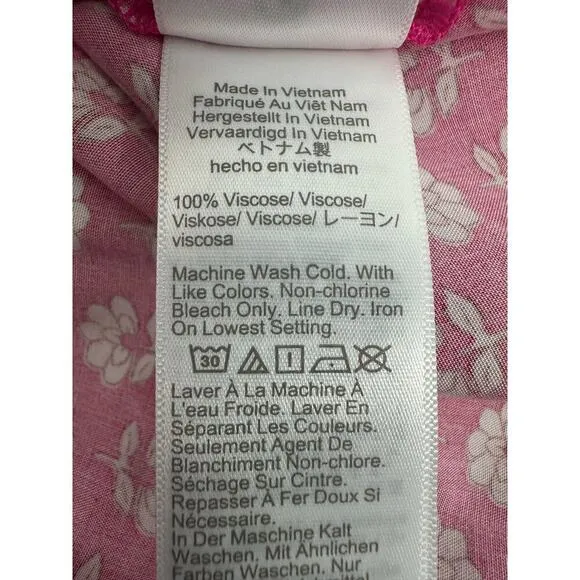 Made In Vietnam
Fabriqué Au Viêt Nam
Hergestellt In Vietnam
Vervaardigd In Vietnam
ベトナム製
hecho en vietnam
100% Viscose/ Viscose/
Viskose/ Viscose/ レーヨン/
viscosa
Machine Wash Cold. With
Like Colors. Non-chlorine
Bleach Only. Line Dry. Iron
On Lowest Setting.
30
Laver À La Machine À
L'eau Froide. Laver En
Séparant Les Couleurs.
Seulement Agent De
Blanchiment Non-chlore.
Séchage Sur Cintre.
Repasser À Fer Doux Si
Nécessaire.
In Der Maschine Kalt
Waschen. Mit Ähnlichen
Farben Waschen. Nur